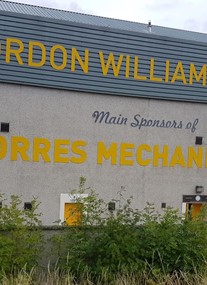 ORDON WILLIAM
Main Sponsors of
ORRES MECHAN